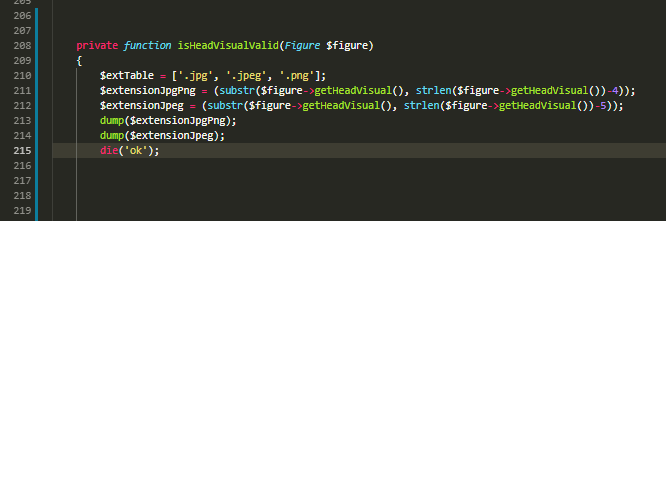 205
206
207
208 private function isHeadVisualValid(Figure $figure)
209 {
210 $extTable = ['.jpg', '.jpeg', '.png'];
211 $extensionJpgPng = (substr($figure->getHeadVisual(), strlen($figure->getHeadVisual())-4));
212 $extensionJpeg = (substr($figure->getHeadVisual(), strlen($figure->getHeadVisual())-5));
213 dump($extensionJpgPng);
214 dump($extensionJpeg);
215 die('ok');
216
217
218
219